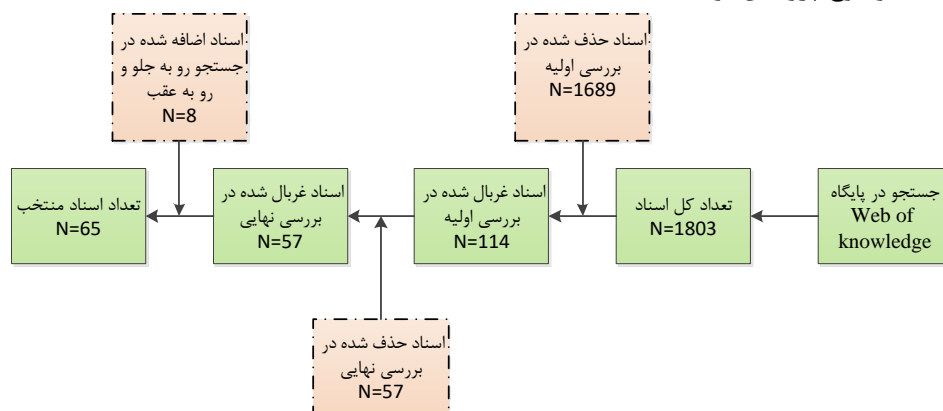 اسناد اضافه شده در
جستجو رو به جلو و
رو به عقب
N=8
اسناد حذف شده در
بررسی اولیه
N=1689
جستجو در پایگاه
Web of
knowledge
تعداد کل اسناد
N=1803
اسناد غربال شده در
بررسی اولیه
N=114
اسناد غربال شده در
بررسی نهایی
N=57
تعداد اسناد منتخب
N=65
اسناد حذف شده در
بررسی نهایی
N=57